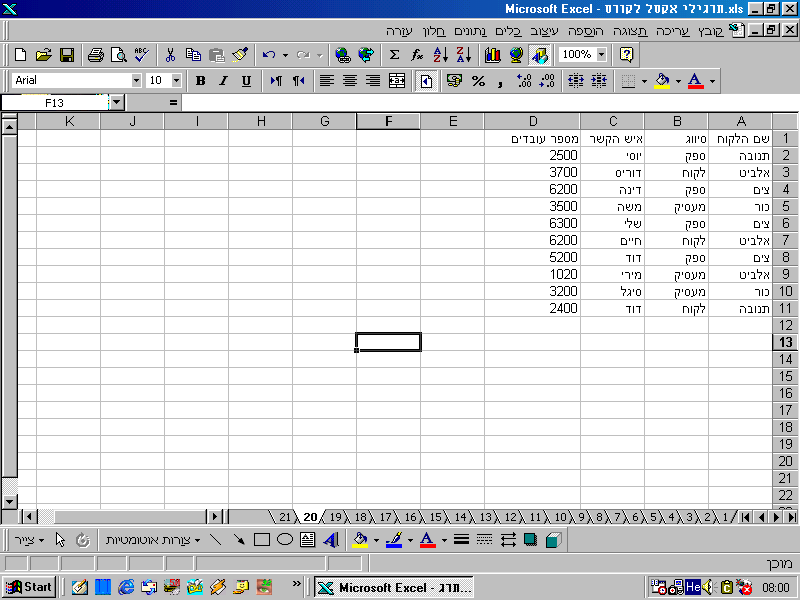 Microsoft Excel - תרגילי אקסל לקורס.xls
קובץ עריכה תצוגה הוספה עיצוב כלים נתונים חלון עזרה
100%
Arial 10 B I U
F13 =
A B C D E F G H I J K
1 שם הלקוח סיווג איש הקשר מספר עובדים
2 תנובה ספק יוסי 2500
3 אלביט לקוח דוריס 3700
4 צים ספק דינה 6200
5 כור מעסיק משה 3500
6 צים ספק שלי 6300
7 אלביט לקוח חיים 6200
8 צים ספק דוד 5200
9 אלביט מעסיק מירי 1020
10 כור מעסיק סיגל 3200
11 תנובה לקוח דוד 2400
12
13
14
15
16
17
18
19
20
21
22
1 2 3 4 5 6 7 8 9 10 11 12 13 14 15 16 17 18 19 20 21
צייר צורות אוטומטיות
מוכן
Start Microsoft Excel - תרג... He 08:00